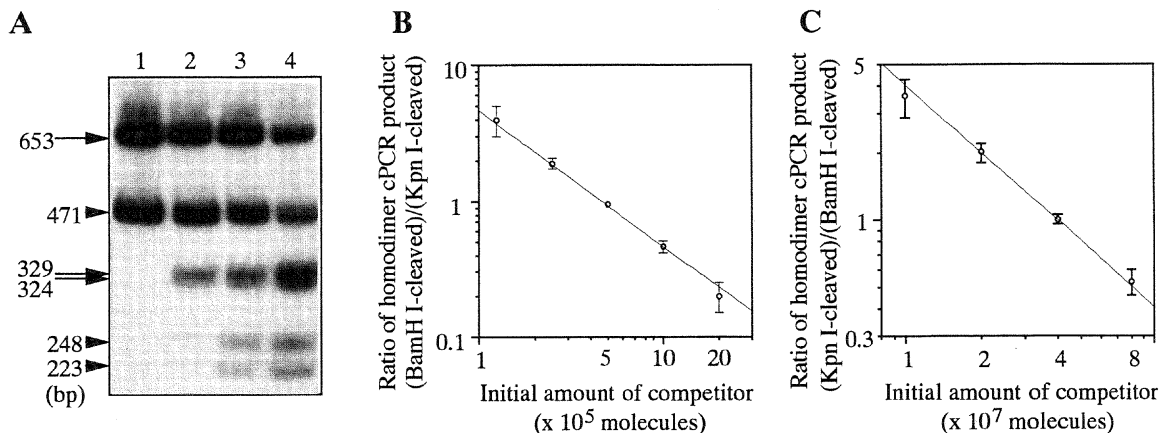 A
1 2 3 4
653
471
329
324
248
223
(bp)
B
Ratio of homodimer cPCR product
(BamH I-cleaved)/(Kpn I-cleaved)
10
1
0.1
1 5 10 20
Initial amount of competitor
(x 10⁵ molecules)
C
Ratio of homodimer cPCR product
(Kpn I-cleaved)/(BamH I-cleaved)
5
1
0.3
1 2 4 8
Initial amount of competitor
(x 10⁷ molecules)